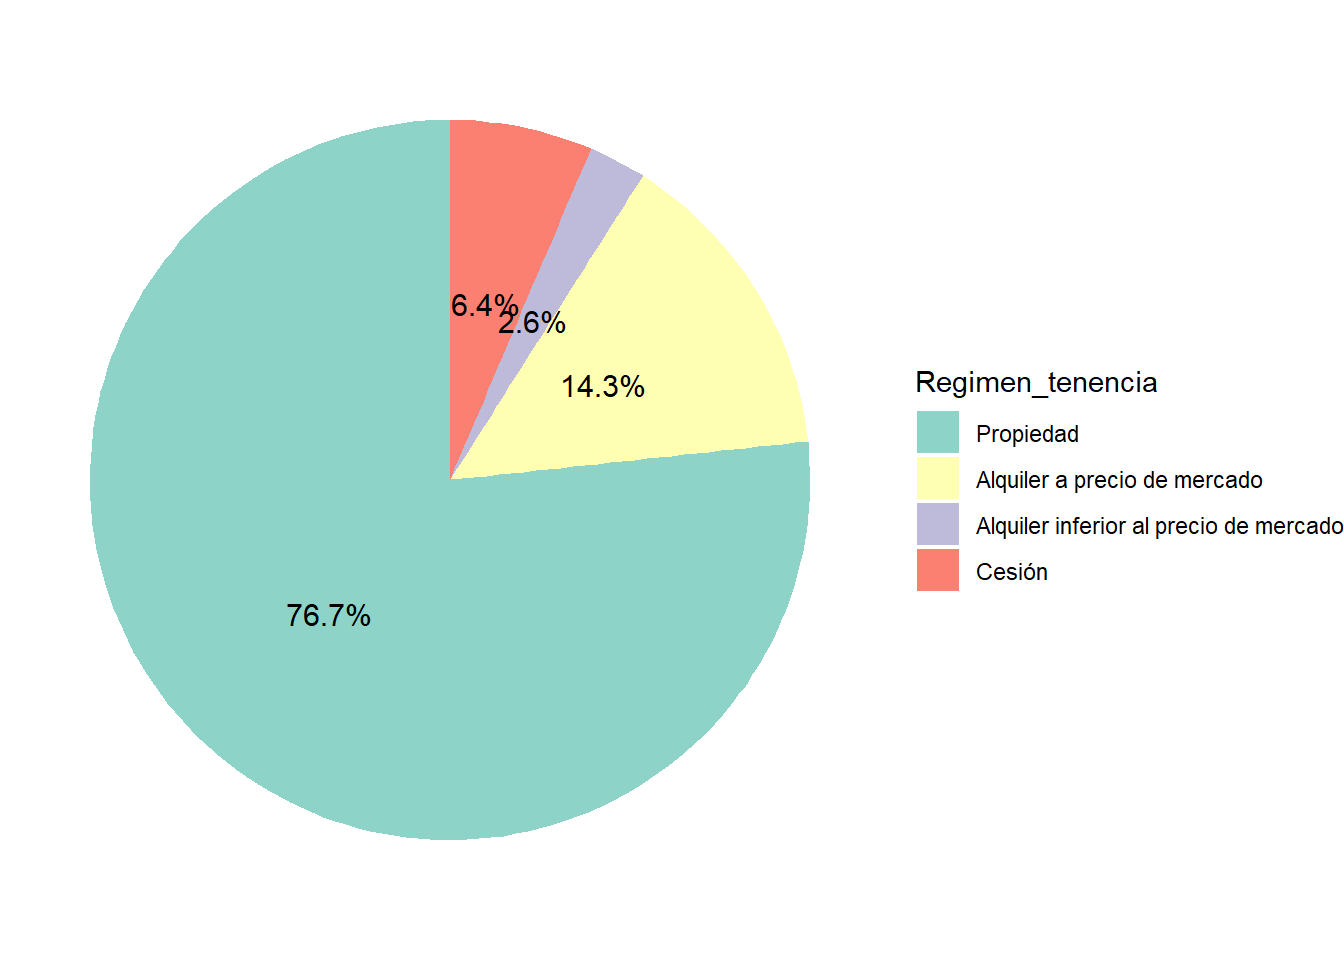 6.4%
2.6%
14.3%
76.7%
Regimen_tenencia
Propiedad
Alquiler a precio de mercado
Alquiler inferior al precio de mercado
Cesión